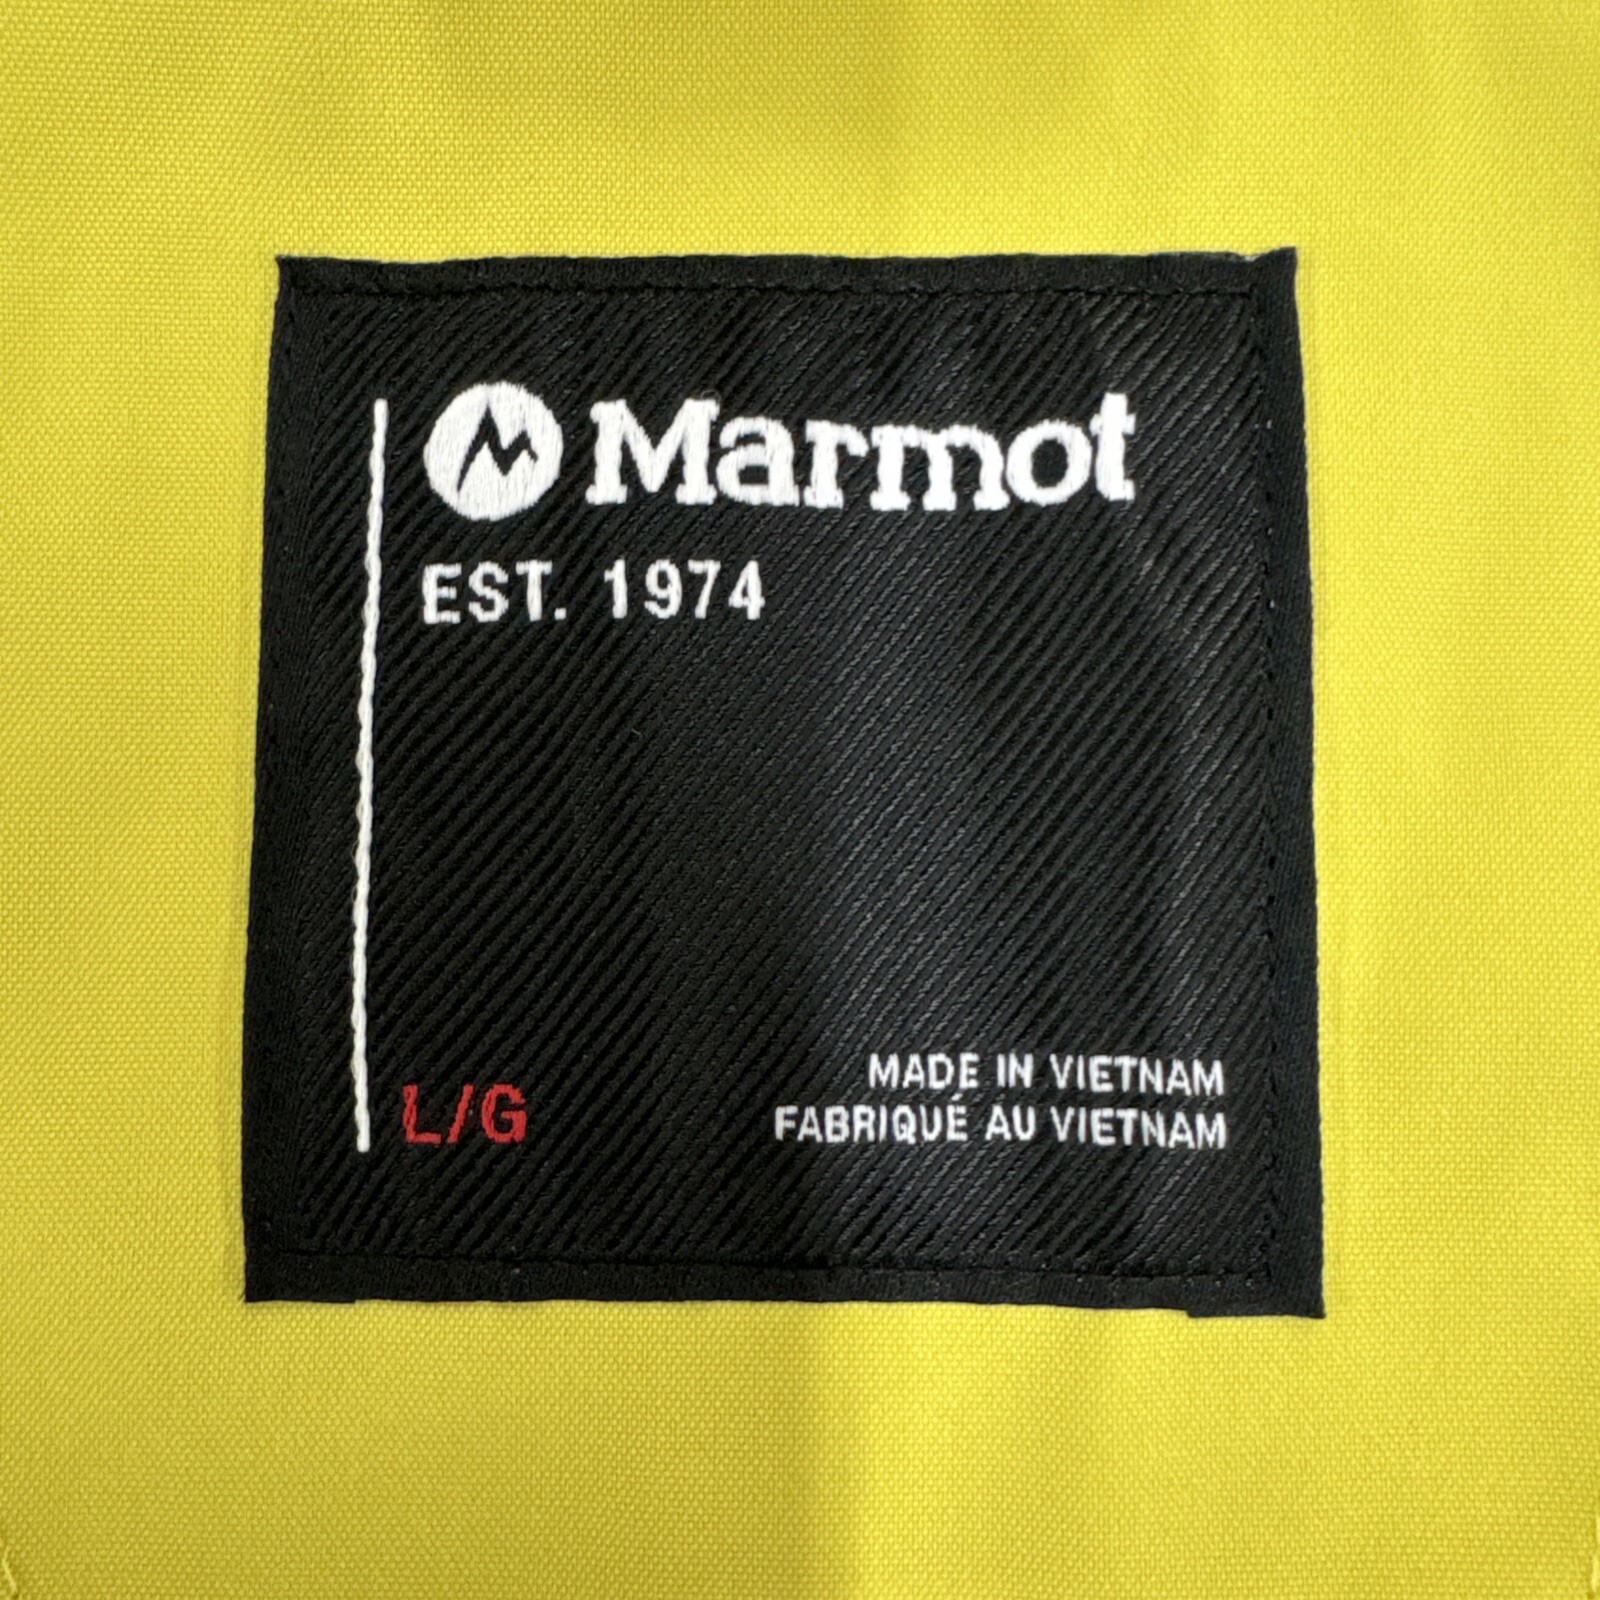 Marmot
EST. 1974
L/G
MADE IN VIETNAM
FABRIQUÉ AU VIETNAM